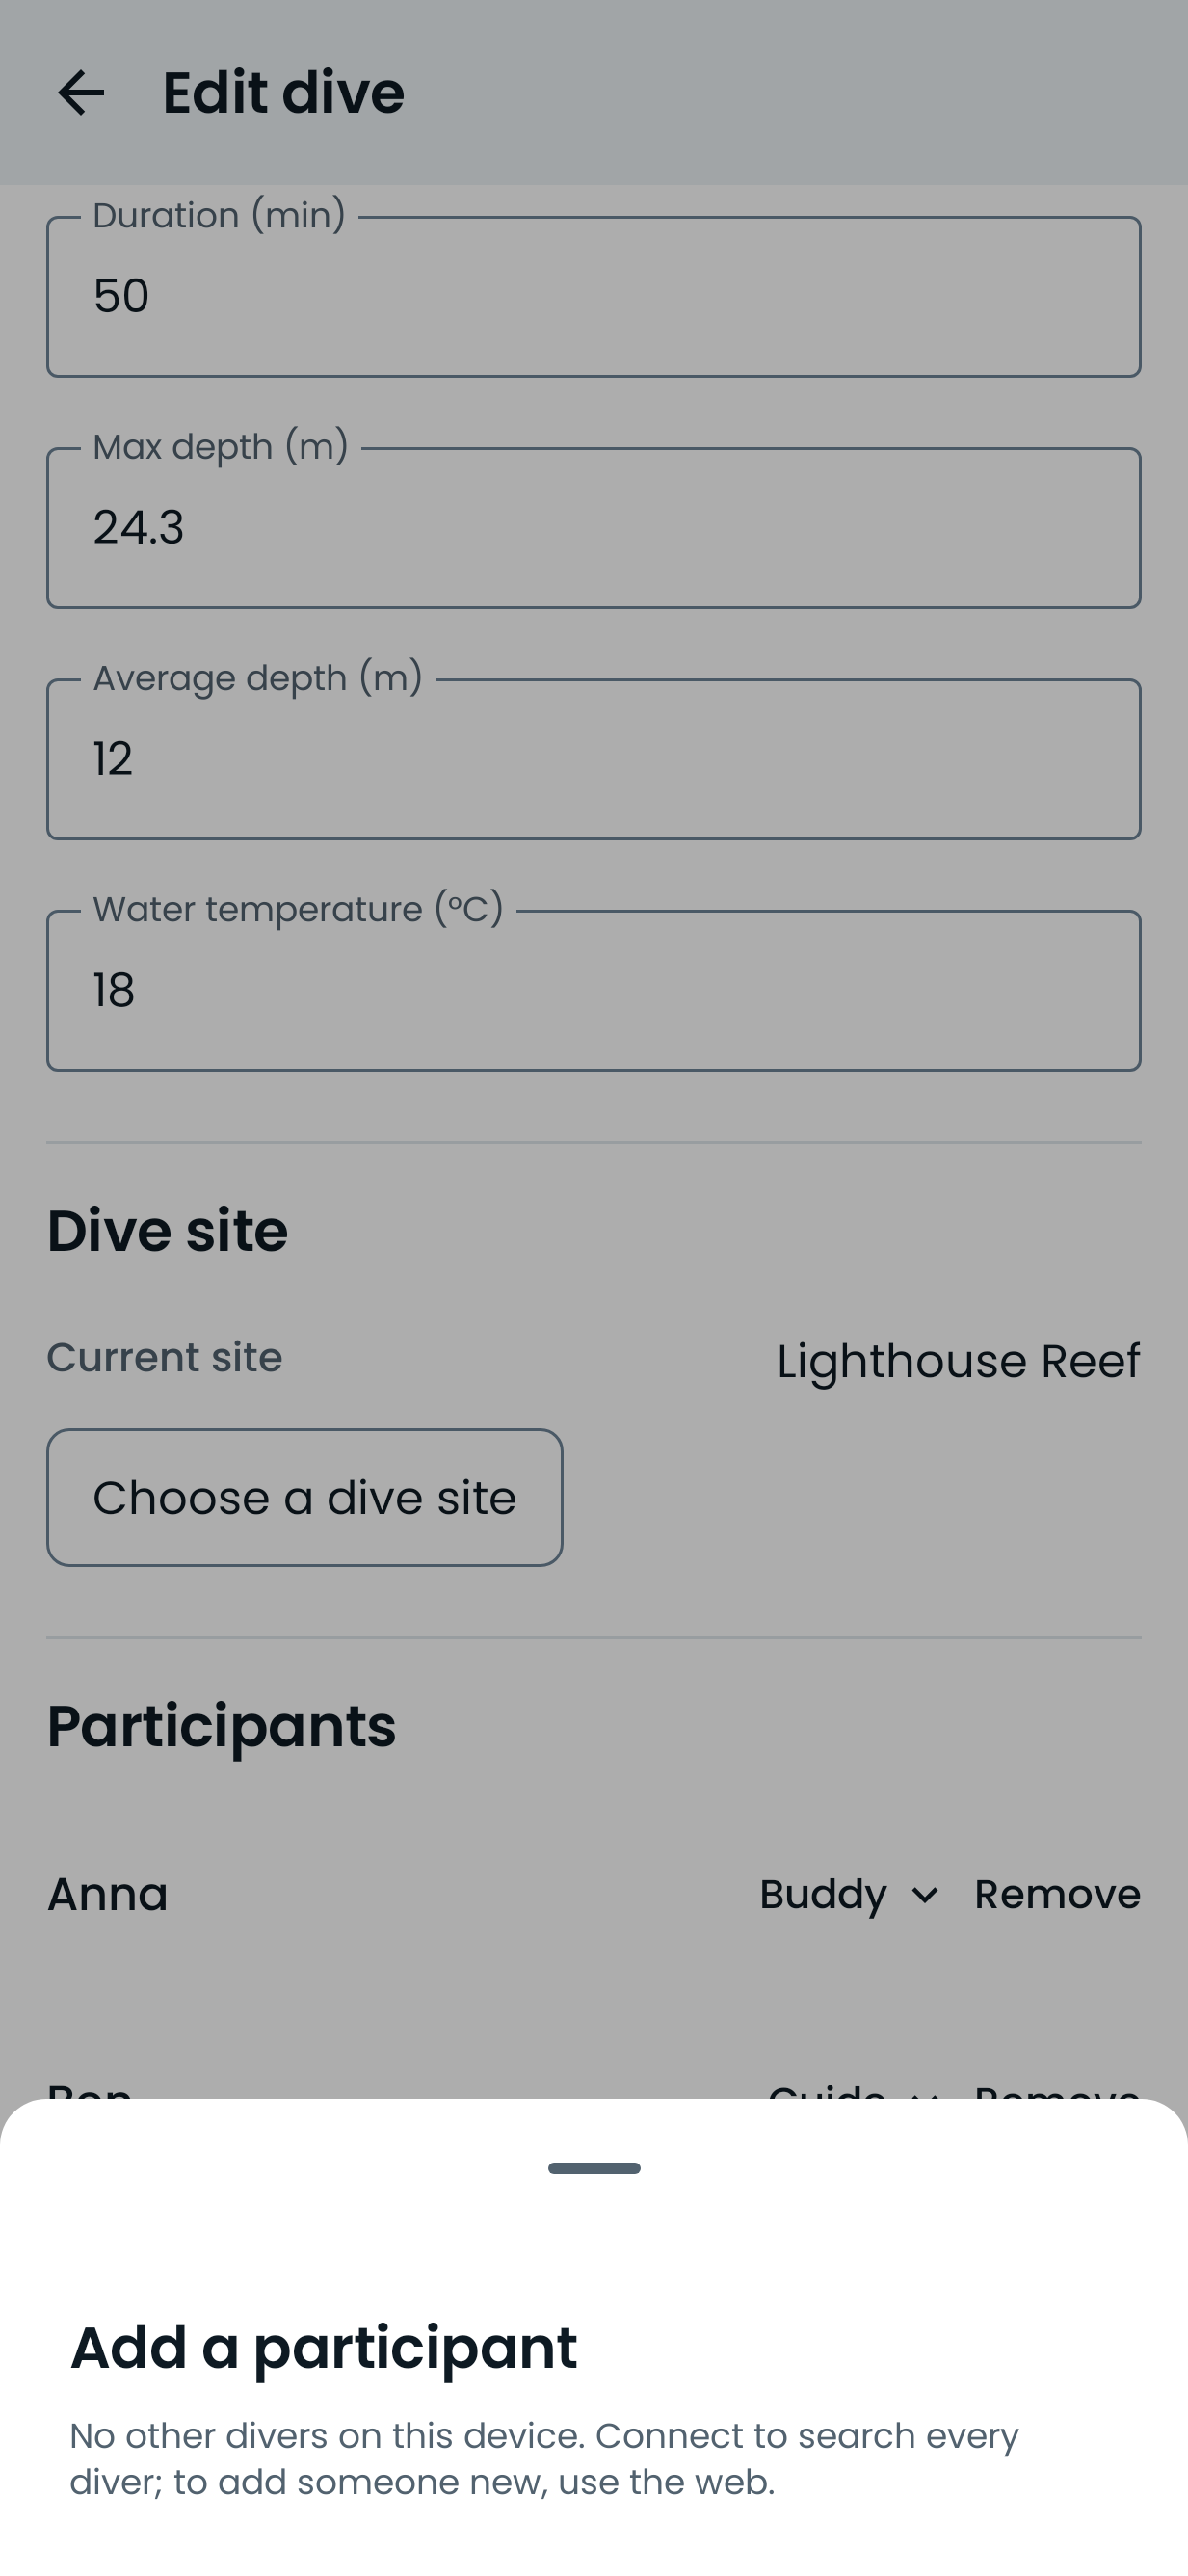 Edit dive
Duration (min)
50
Max depth (m)
24.3
Average depth (m)
12
Water temperature (°C)
18
Dive site
Current site Lighthouse Reef
Choose a dive site
Participants
Anna Buddy Remove
Guide Remove
Add a participant
No other divers on this device. Connect to search every
diver; to add someone new, use the web.